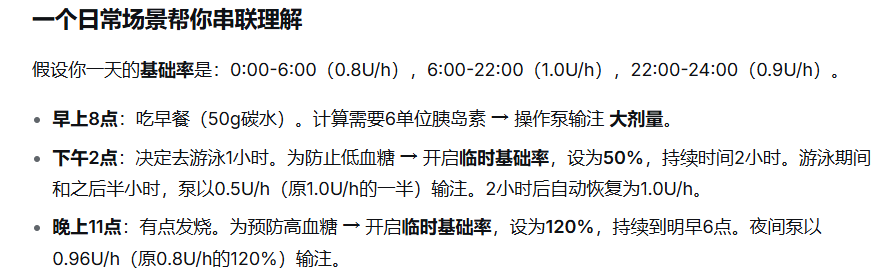 一个日常场景帮你串联理解
假设你一天的基础率是：0:00-6:00（0.8U/h），6:00-22:00（1.0U/h），22:00-24:00（0.9U/h）。
• 早上8点：吃早餐（50g碳水）。计算需要6单位胰岛素 → 操作泵输注 大剂量。
• 下午2点：决定去游泳1小时。为防止低血糖 → 开启临时基础率，设为50%，持续时间2小时。游泳期间
和之后半小时，泵以0.5U/h（原1.0U/h的一半）输注。2小时后自动恢复为1.0U/h。
• 晚上11点：有点发烧。为预防高血糖 → 开启临时基础率，设为120%，持续到明早6点。夜间泵以
0.96U/h（原0.8U/h的120%）输注。